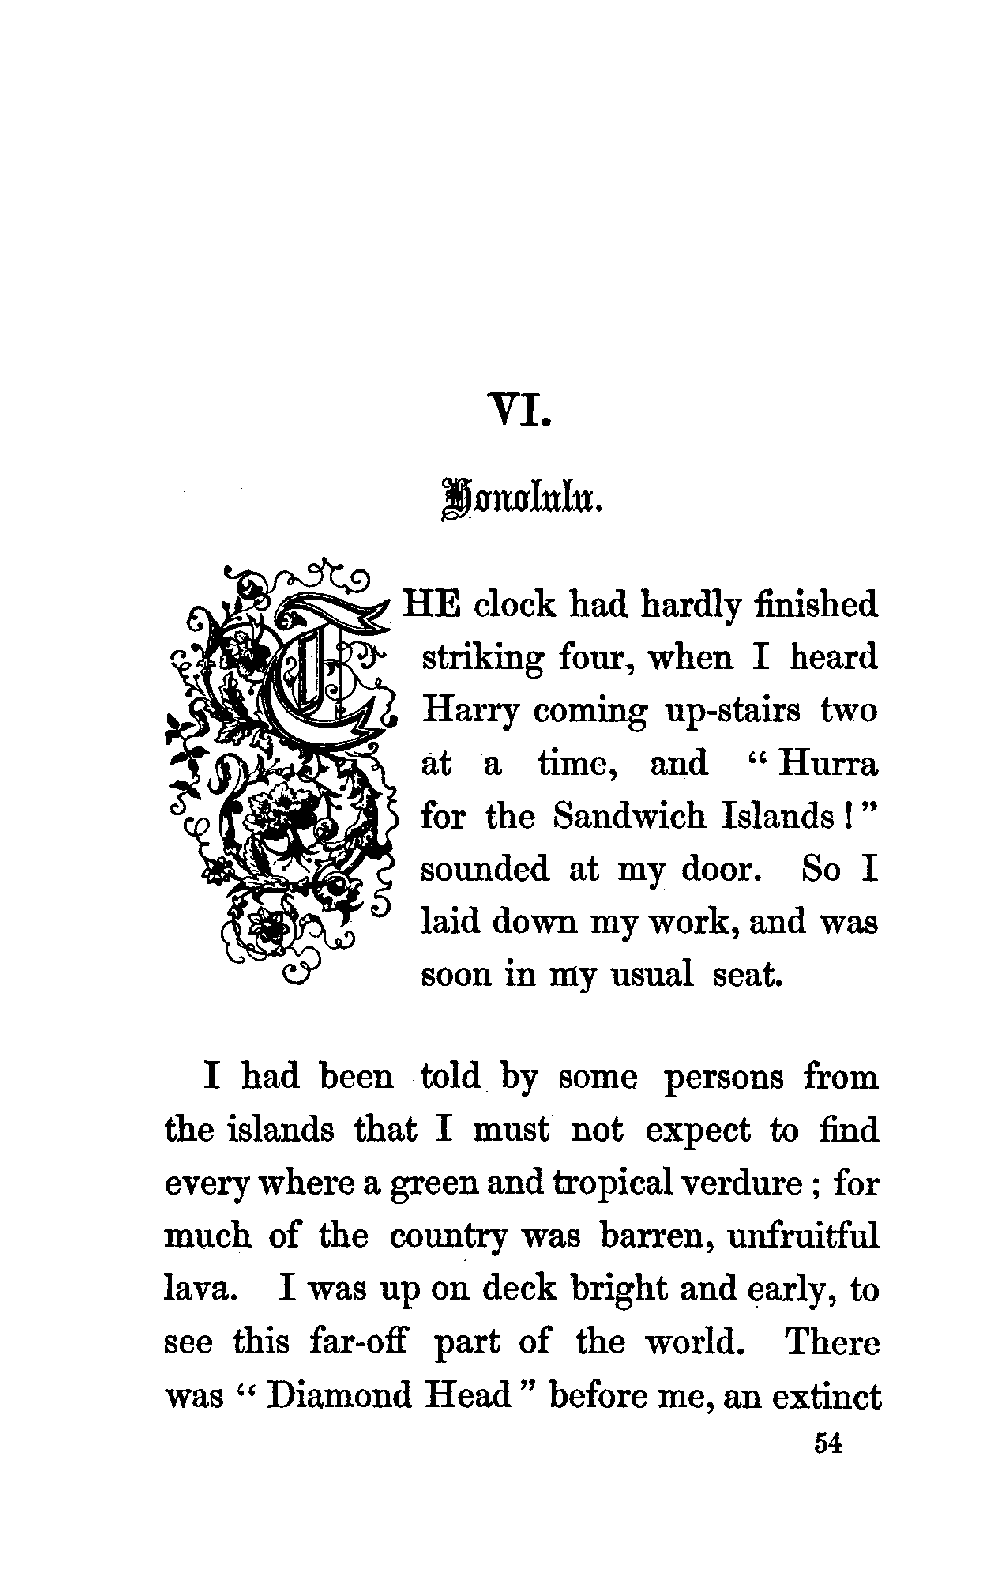 VI.
Honolulu.
THE clock had hardly finished
striking four, when I heard
Harry coming up-stairs two
at a time, and “Hurra
for the Sandwich Islands!”
sounded at my door. So I
laid down my work, and was
soon in my usual seat.
I had been told by some persons from
the islands that I must not expect to find
every where a green and tropical verdure; for
much of the country was barren, unfruitful
lava. I was up on deck bright and early, to
see this far-off part of the world. There
was “Diamond Head” before me, an extinct
54